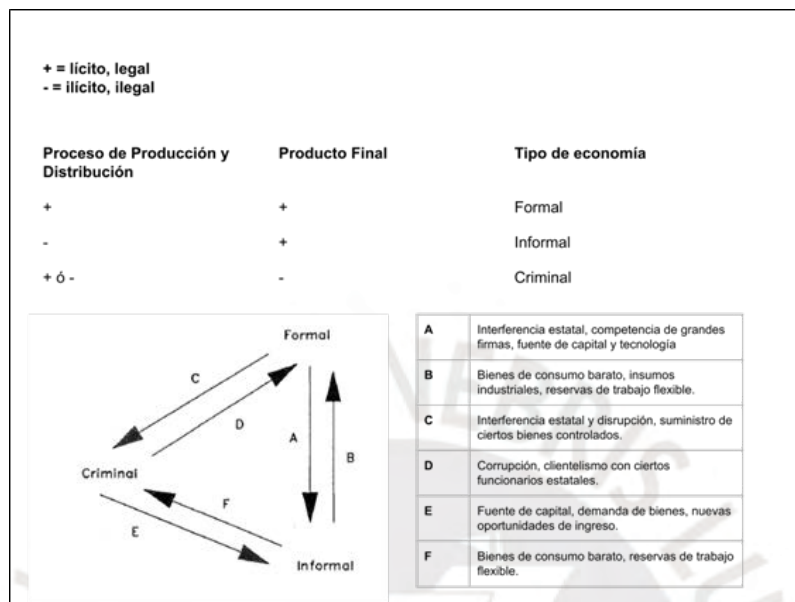 + = lícito, legal
- = ilícito, ilegal
Proceso de Producción y
Distribución
Producto Final
Tipo de economía
+ + Formal
- + Informal
+ ó - - Criminal
Formal
C
D
A
B
Criminal
F
E
Informal
A Interferencia estatal, competencia de grandes
firmas, fuente de capital y tecnología
B Bienes de consumo barato, insumos
industriales, reservas de trabajo flexible.
C Interferencia estatal y disrupción, suministro de
ciertos bienes controlados.
D Corrupción, clientelismo con ciertos
funcionarios estatales.
E Fuente de capital, demanda de bienes, nuevas
oportunidades de ingreso.
F Bienes de consumo barato, reservas de trabajo
flexible.